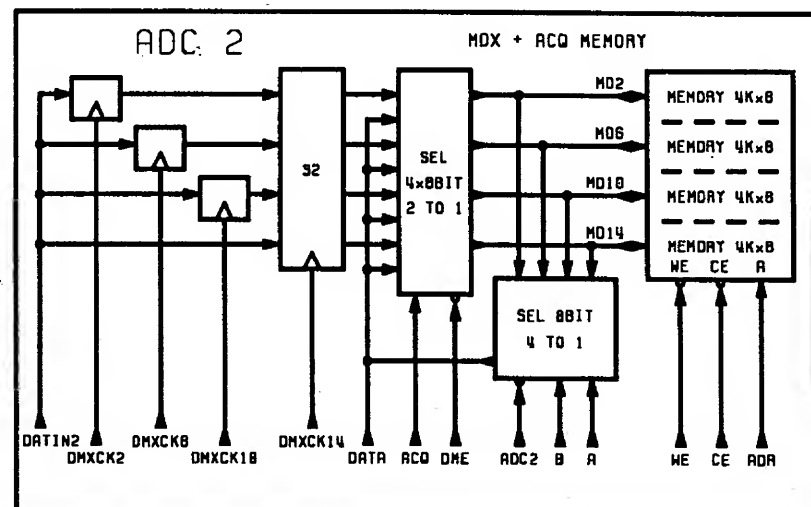 ADC 2
MDX + ACQ MEMORY
MD2
MEMORY 4Kx8
MD6
MEMORY 4Kx8
32
SEL
4x8BIT
2 TO 1
MD10
MEMORY 4Kx8
MD14
MEMORY 4Kx8
WE CE A
SEL 8BIT
4 TO 1
DATIN2
DMXCK2
DMXCK6
DMXCK10
DMXCK14
DATA
ACQ
DME
ADC2
B
A
WE
CE
ADR